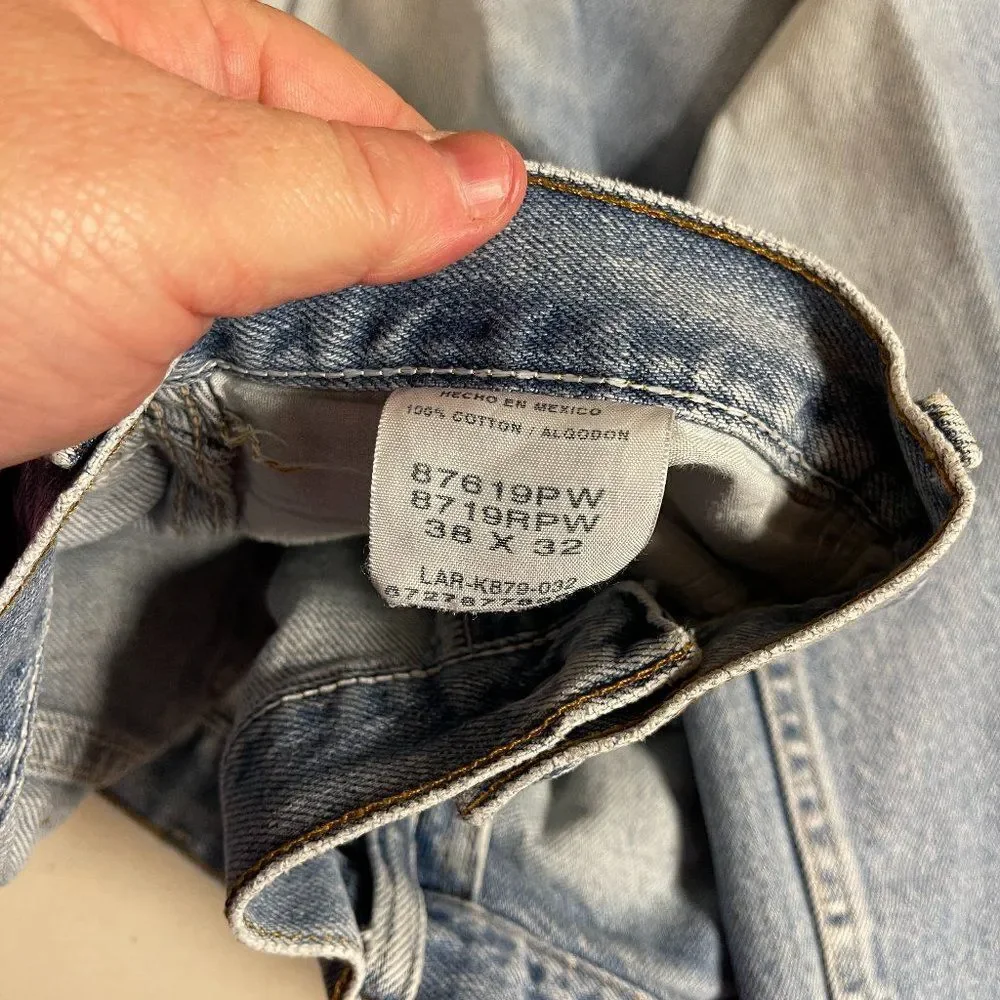 HECHO EN MEXICO
100% COTTON / ALGODON
87619PW
8719RPW
38 X 32
LAR-K879-032